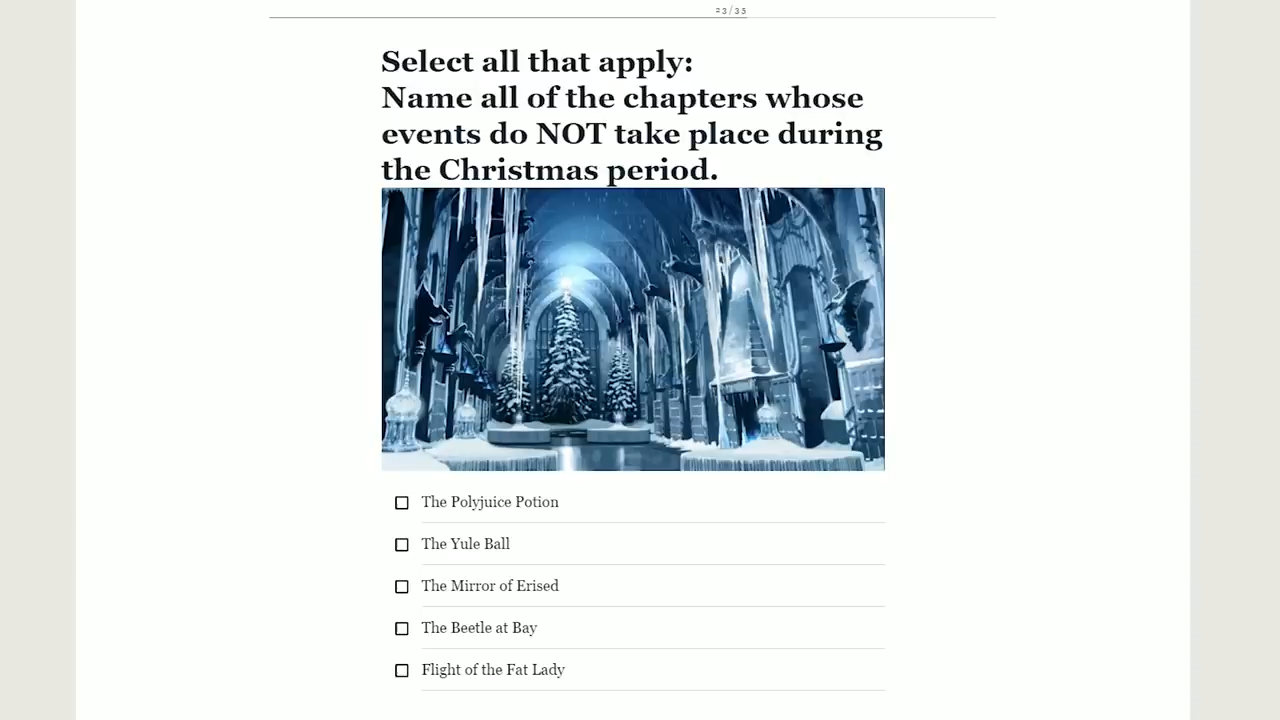 23/35
Select all that apply:
Name all of the chapters whose
events do NOT take place during
the Christmas period.
The Polyjuice Potion
The Yule Ball
The Mirror of Erised
The Beetle at Bay
Flight of the Fat Lady